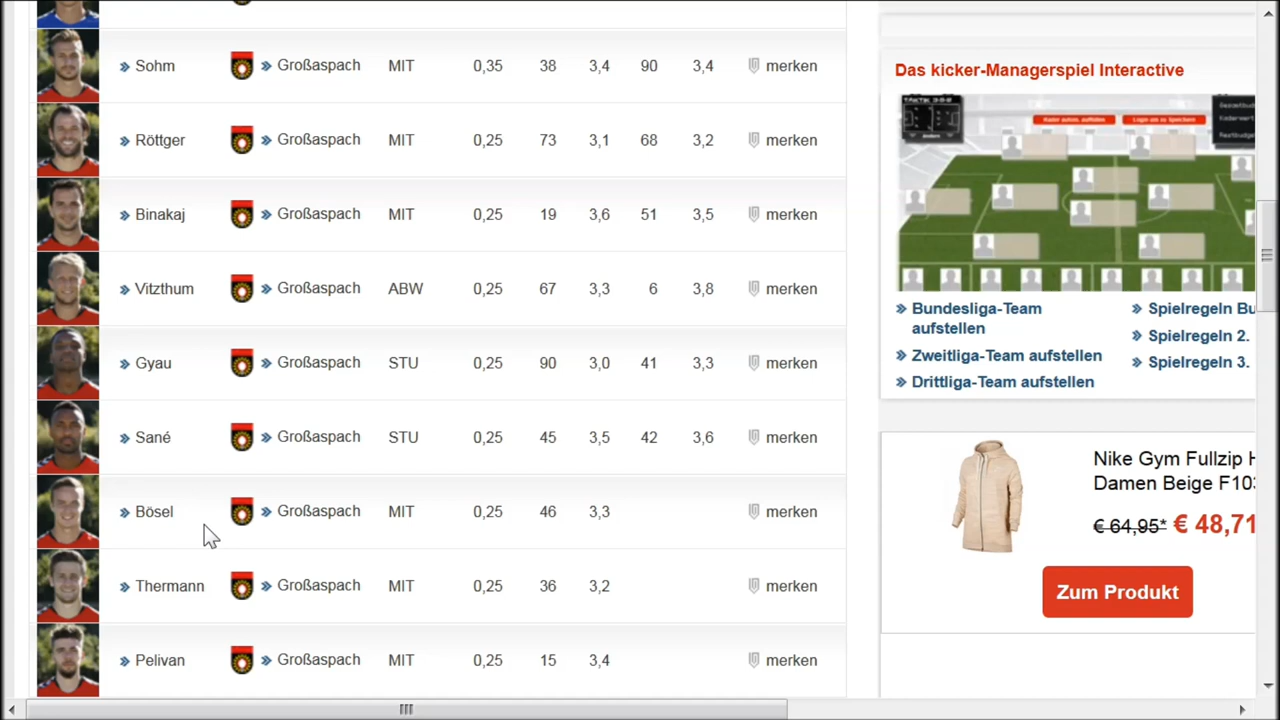 Sohm Großaspach MIT 0,35 38 3,4 90 3,4 merken
Röttger Großaspach MIT 0,25 73 3,1 68 3,2 merken
Binakaj Großaspach MIT 0,25 19 3,6 51 3,5 merken
Vitzthum Großaspach ABW 0,25 67 3,3 6 3,8 merken
Gyau Großaspach STU 0,25 90 3,0 41 3,3 merken
Sané Großaspach STU 0,25 45 3,5 42 3,6 merken
Bösel Großaspach MIT 0,25 46 3,3 merken
Thermann Großaspach MIT 0,25 36 3,2 merken
Pelivan Großaspach MIT 0,25 15 3,4 merken
Das kicker-Managerspiel Interactive
Bundesliga-Team
aufstellen
Zweitliga-Team aufstellen
Drittliga-Team aufstellen
Spielregeln Bu
Spielregeln 2.
Spielregeln 3.
Nike Gym Fullzip H
Damen Beige F103
€ 64,95* € 48,71
Zum Produkt